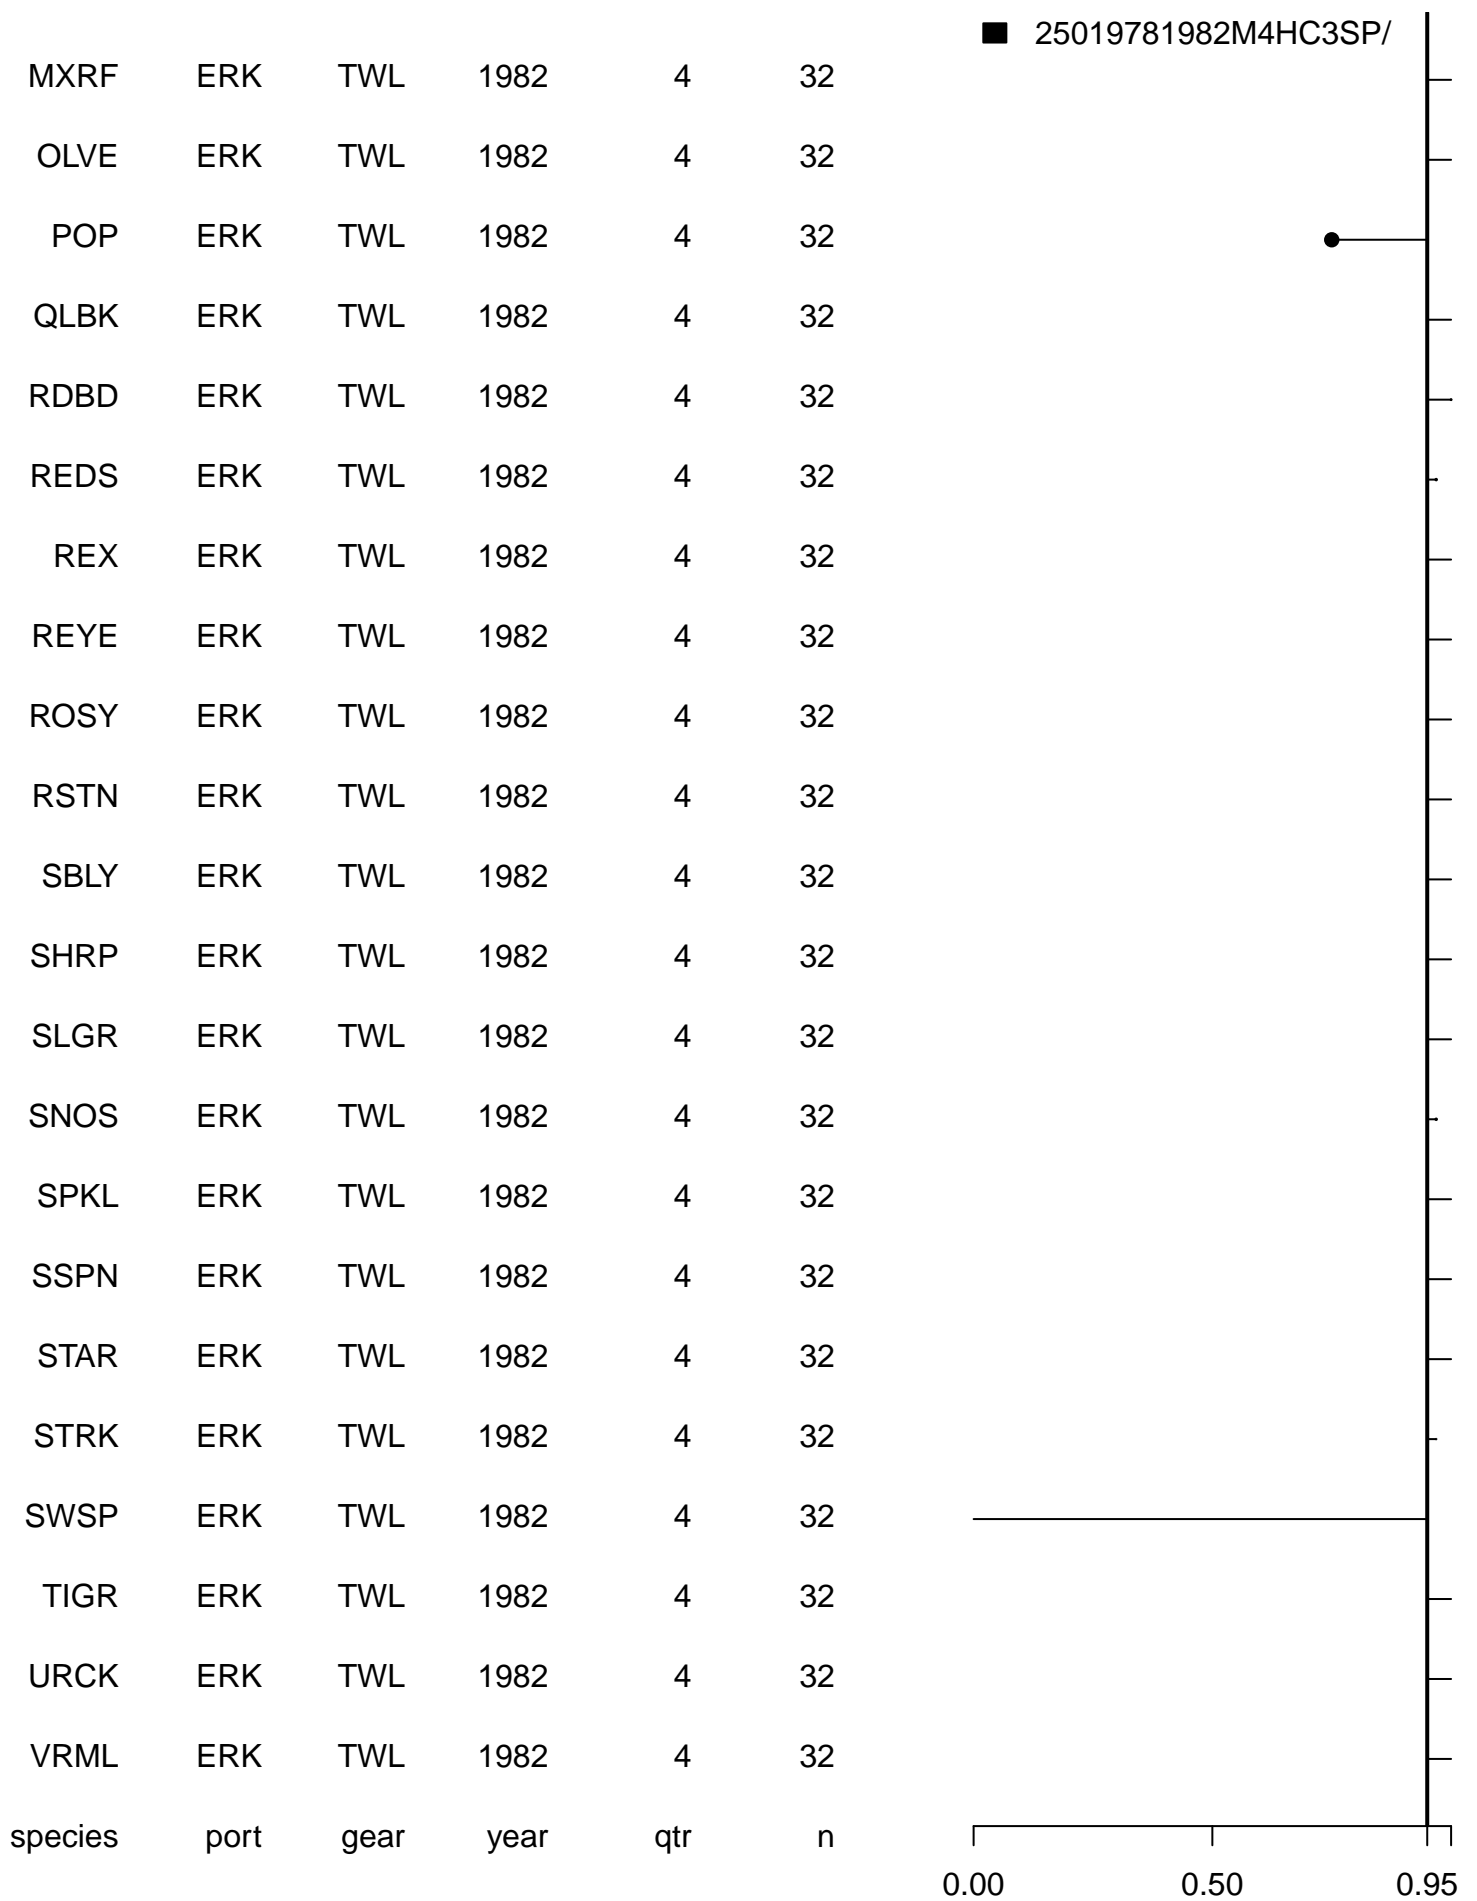 25019781982M4HC3SP/
MXRF ERK TWL 1982 4 32
OLVE ERK TWL 1982 4 32
POP ERK TWL 1982 4 32
QLBK ERK TWL 1982 4 32
RDBD ERK TWL 1982 4 32
REDS ERK TWL 1982 4 32
REX ERK TWL 1982 4 32
REYE ERK TWL 1982 4 32
ROSY ERK TWL 1982 4 32
RSTN ERK TWL 1982 4 32
SBLY ERK TWL 1982 4 32
SHRP ERK TWL 1982 4 32
SLGR ERK TWL 1982 4 32
SNOS ERK TWL 1982 4 32
SPKL ERK TWL 1982 4 32
SSPN ERK TWL 1982 4 32
STAR ERK TWL 1982 4 32
STRK ERK TWL 1982 4 32
SWSP ERK TWL 1982 4 32
TIGR ERK TWL 1982 4 32
URCK ERK TWL 1982 4 32
VRML ERK TWL 1982 4 32
species port gear year qtr n
0.00 0.50 0.95